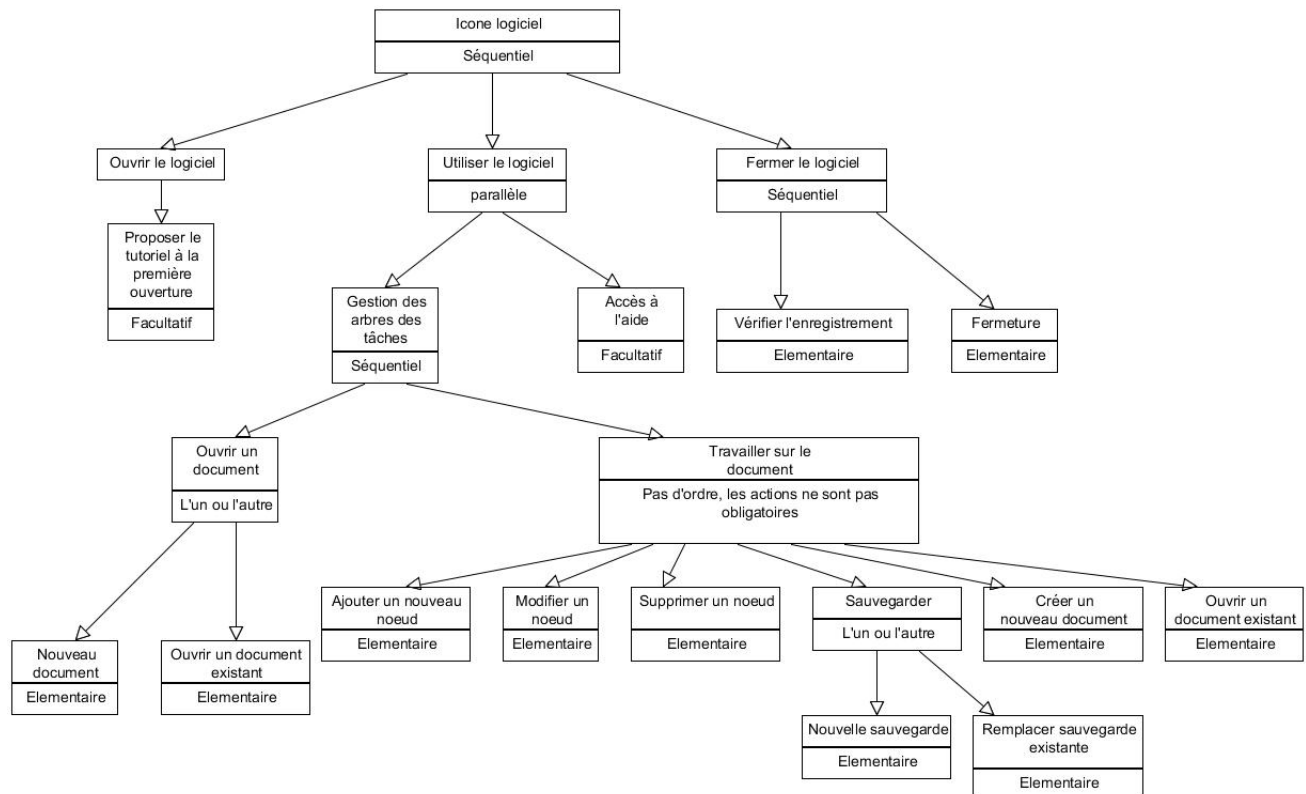 Icone logiciel
Séquentiel
Ouvrir le logiciel
Utiliser le logiciel
parallèle
Fermer le logiciel
Séquentiel
Proposer le
tutoriel à la
première
ouverture
Facultatif
Gestion des
arbres des
tâches
Séquentiel
Accès à
l'aide
Facultatif
Vérifier l'enregistrement
Elementaire
Fermeture
Elementaire
Ouvrir un
document
L'un ou l'autre
Travailler sur le
document
Pas d'ordre, les actions ne sont pas
obligatoires
Nouveau
document
Elementaire
Ouvrir un document
existant
Elementaire
Ajouter un nouveau
noeud
Elementaire
Modifier un
noeud
Elementaire
Supprimer un noeud
Elementaire
Sauvegarder
L'un ou l'autre
Créer un
nouveau document
Elementaire
Ouvrir un
document existant
Elementaire
Nouvelle sauvegarde
Elementaire
Remplacer sauvegarde
existante
Elementaire